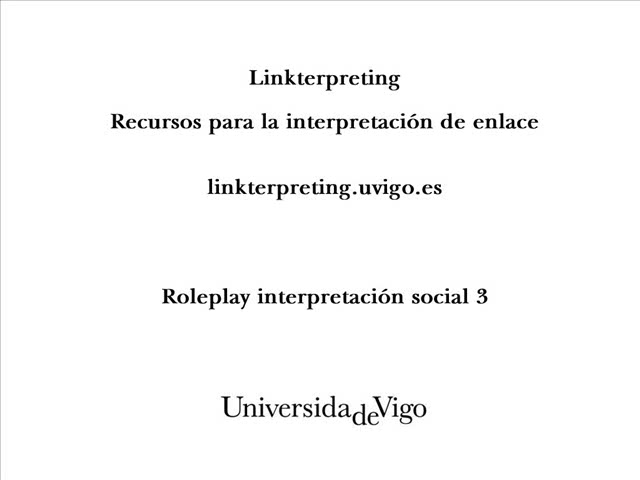 Linkterpreting
Recursos para la interpretación de enlace
linkterpreting.uvigo.es
Roleplay interpretación social 3
UniversidadeVigo